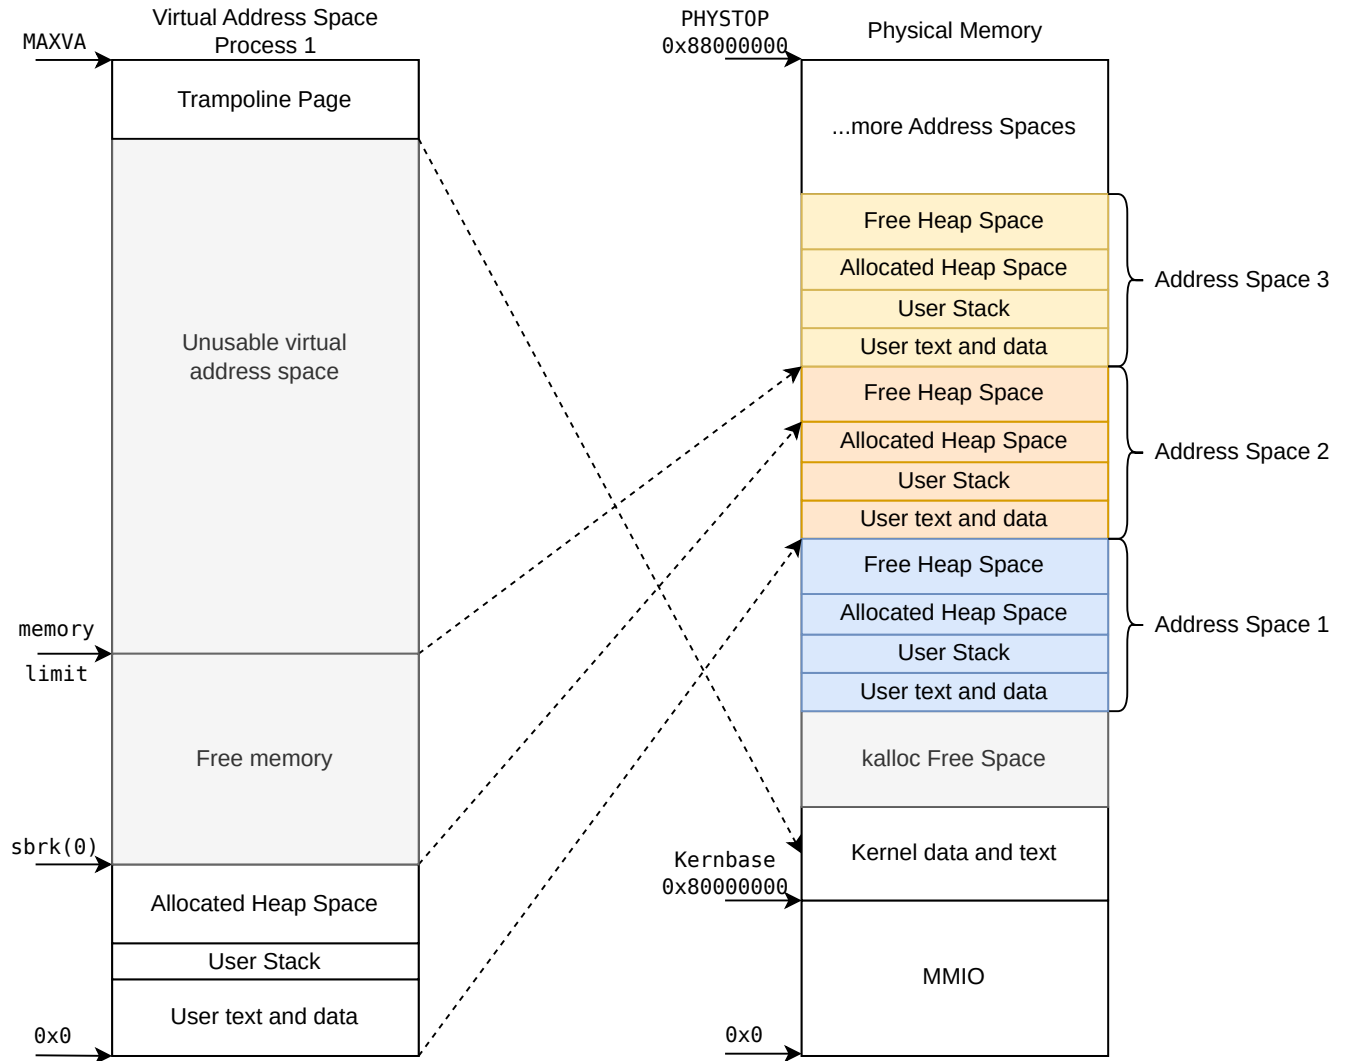 Virtual Address Space
Process 1
MAXVA
Trampoline Page
Unusable virtual
address space
memory
limit
Free memory
sbrk(0)
Allocated Heap Space
User Stack
User text and data
0x0
Physical Memory
PHYSTOP
0x88000000
...more Address Spaces
Free Heap Space
Allocated Heap Space
User Stack
User text and data
Address Space 3
Free Heap Space
Allocated Heap Space
User Stack
User text and data
Address Space 2
Free Heap Space
Allocated Heap Space
User Stack
User text and data
Address Space 1
kalloc Free Space
Kernel data and text
Kernbase
0x80000000
MMIO
0x0